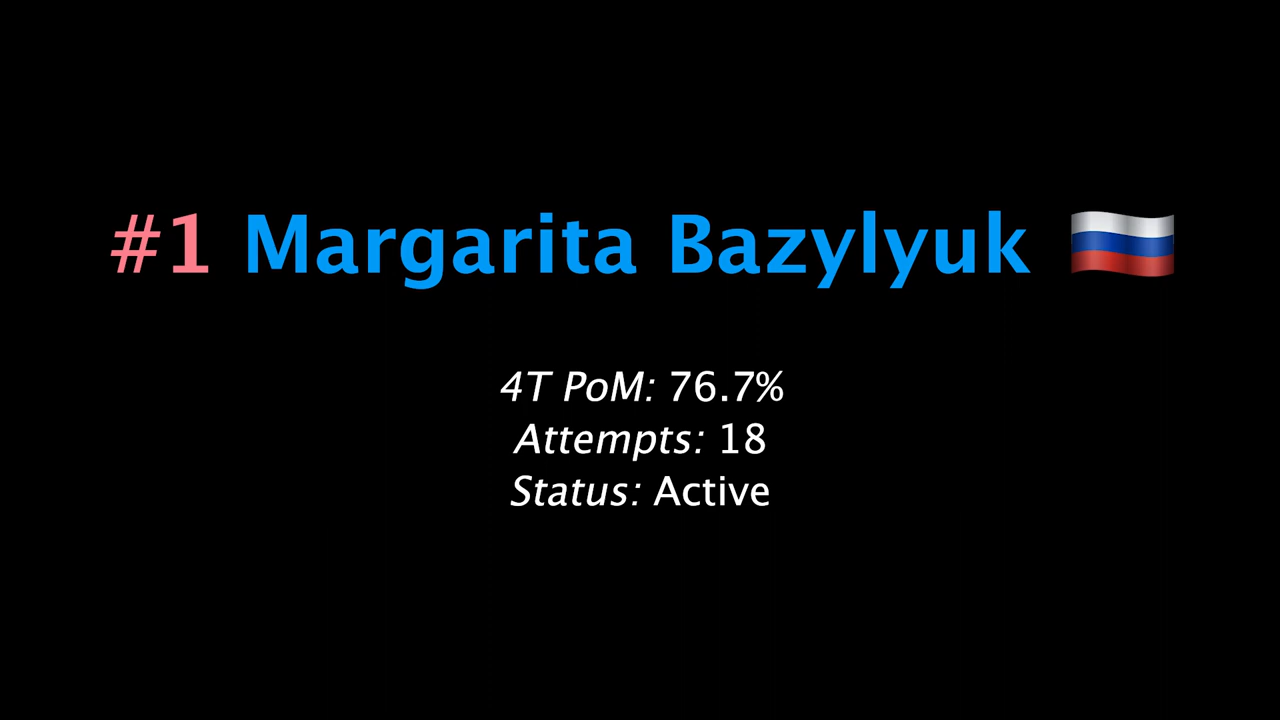 #1 Margarita Bazylyuk 🇷🇺
4T PoM: 76.7%
Attempts: 18
Status: Active